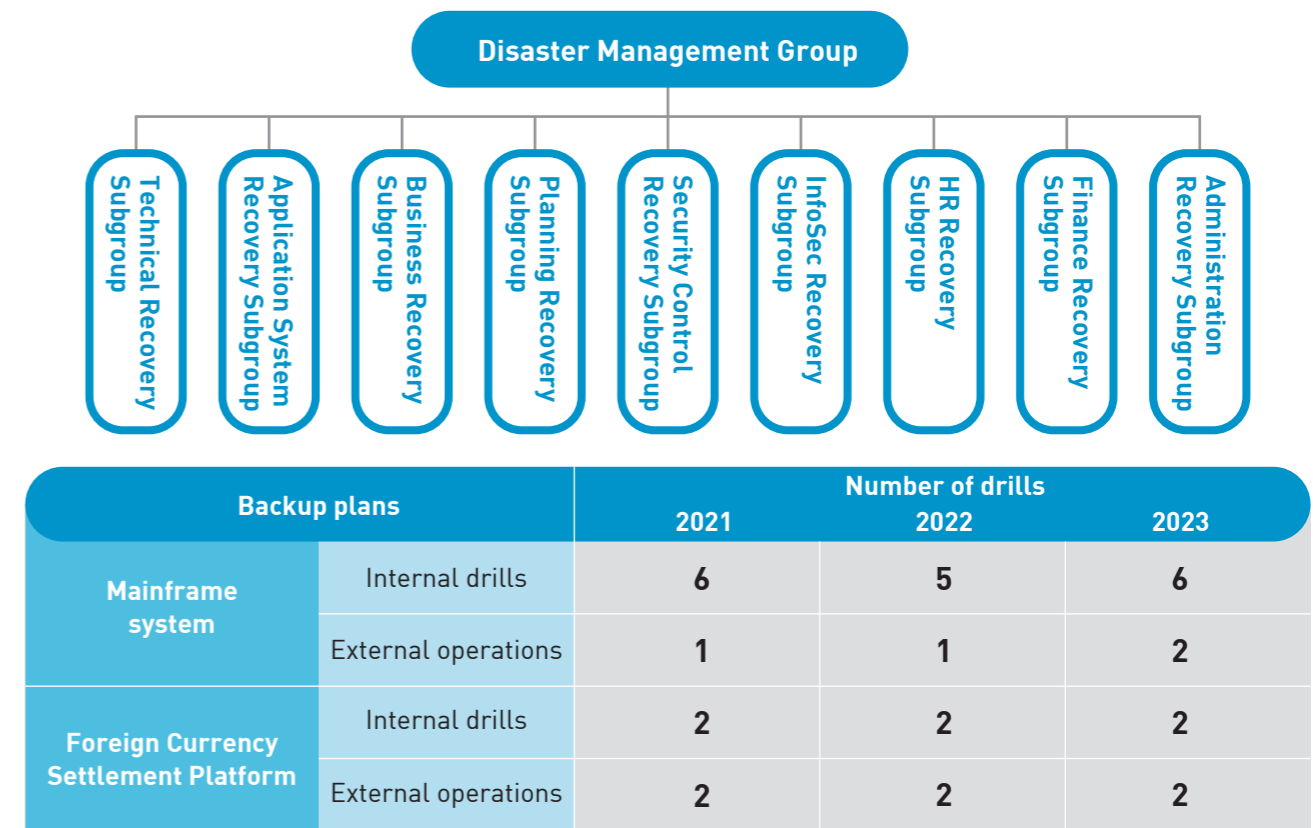 Disaster Management Group
Technical Recovery
Subgroup
Application System
Recovery Subgroup
Business Recovery
Subgroup
Planning Recovery
Subgroup
Security Control
Recovery Subgroup
InfoSec Recovery
Subgroup
HR Recovery
Subgroup
Finance Recovery
Subgroup
Administration
Recovery Subgroup
Backup plans
Number of drills
2021 2022 2023
Mainframe
system
Internal drills 6 5 6
External operations 1 1 2
Foreign Currency
Settlement Platform
Internal drills 2 2 2
External operations 2 2 2